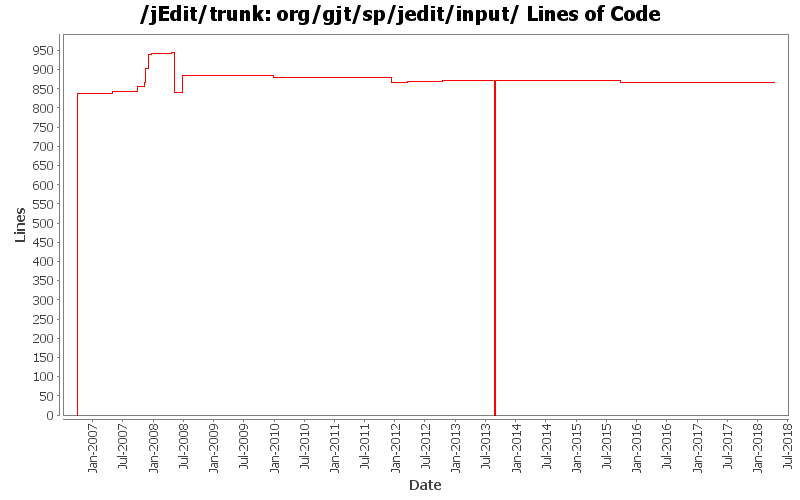 /jEdit/trunk: org/gjt/sp/jedit/input/ Lines of Code
950
900
850
800
750
700
650
600
550
500
450
400
350
300
250
200
150
100
50
0
Lines
Jan-2007
Jul-2007
Jan-2008
Jul-2008
Jan-2009
Jul-2009
Jan-2010
Jul-2010
Jan-2011
Jul-2011
Jan-2012
Jul-2012
Jan-2013
Jul-2013
Jan-2014
Jul-2014
Jan-2015
Jul-2015
Jan-2016
Jul-2016
Jan-2017
Jul-2017
Jan-2018
Jul-2018
Date